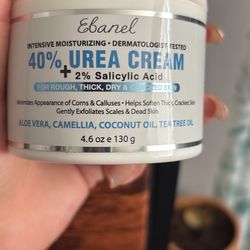 Ebanel
INTENSIVE MOISTURIZING • DERMATOLOGIST TESTED
40% UREA CREAM
+ 2% Salicylic Acid
FOR ROUGH, THICK, DRY & CRACKED SKIN
Minimizes Appearance of Corns & Calluses • Helps Soften Thick, Cracked Skin
Gently Exfoliates Scales & Dead Skin
ALOE VERA, CAMELLIA, COCONUT OIL, TEA TREE OIL
4.6 oz e 130 g